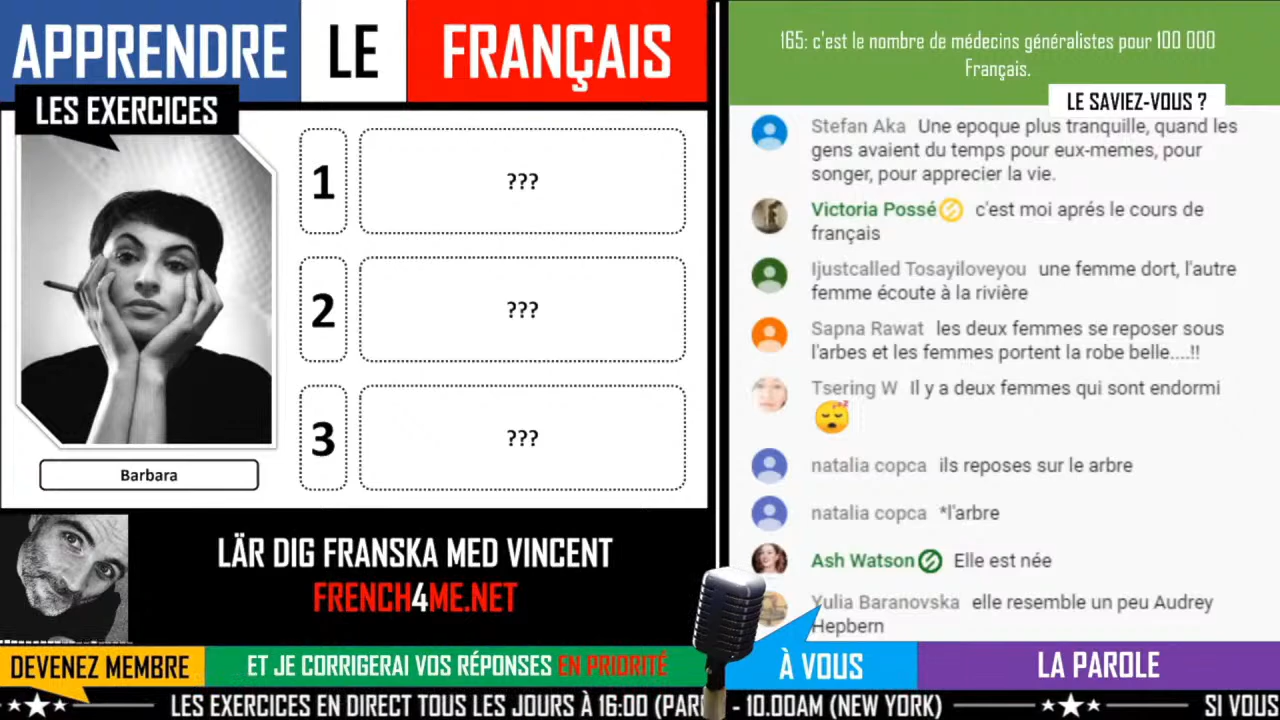 APPRENDRE LE FRANÇAIS
LES EXERCICES
1 ???
2 ???
3 ???
Barbara
LÄR DIG FRANSKA MED VINCENT
FRENCH4ME.NET
DEVENEZ MEMBRE
ET JE CORRIGERAI VOS RÉPONSES EN PRIORITÉ
165: c'est le nombre de médecins généralistes pour 100 000
Français.
LE SAVIEZ-VOUS ?
Stefan Aka Une epoque plus tranquille, quand les
gens avaient du temps pour eux-memes, pour
songer, pour apprecier la vie.
Victoria Possé c'est moi aprés le cours de
français
Ijustcalled Tosayiloveyou une femme dort, l'autre
femme écoute à la rivière
Sapna Rawat les deux femmes se reposer sous
l'arbes et les femmes portent la robe belle....!!
Tsering W Il y a deux femmes qui sont endormi
natalia copca ils reposes sur le arbre
natalia copca *l'arbre
Ash Watson Elle est née
Yulia Baranovska elle resemble un peu Audrey
Hepbern
À VOUS
LA PAROLE
LES EXERCICES EN DIRECT TOUS LES JOURS À 16:00 (PARI - 10.00AM (NEW YORK)
SI VOUS